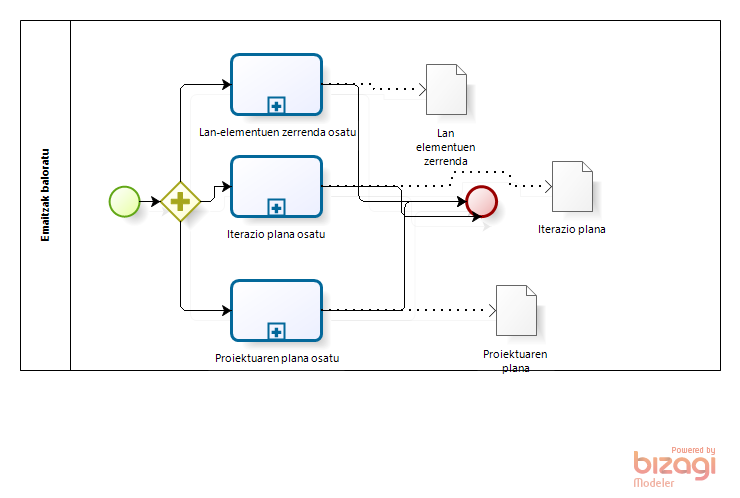 Emaitzak baloratu
Lan-elementuen zerrenda osatu
Lan
elementuen
zerrenda
Iterazio plana osatu
Iterazio plana
Proiektuaren plana osatu
Proiektuaren
plana
Powered by
bizagi
Modeler